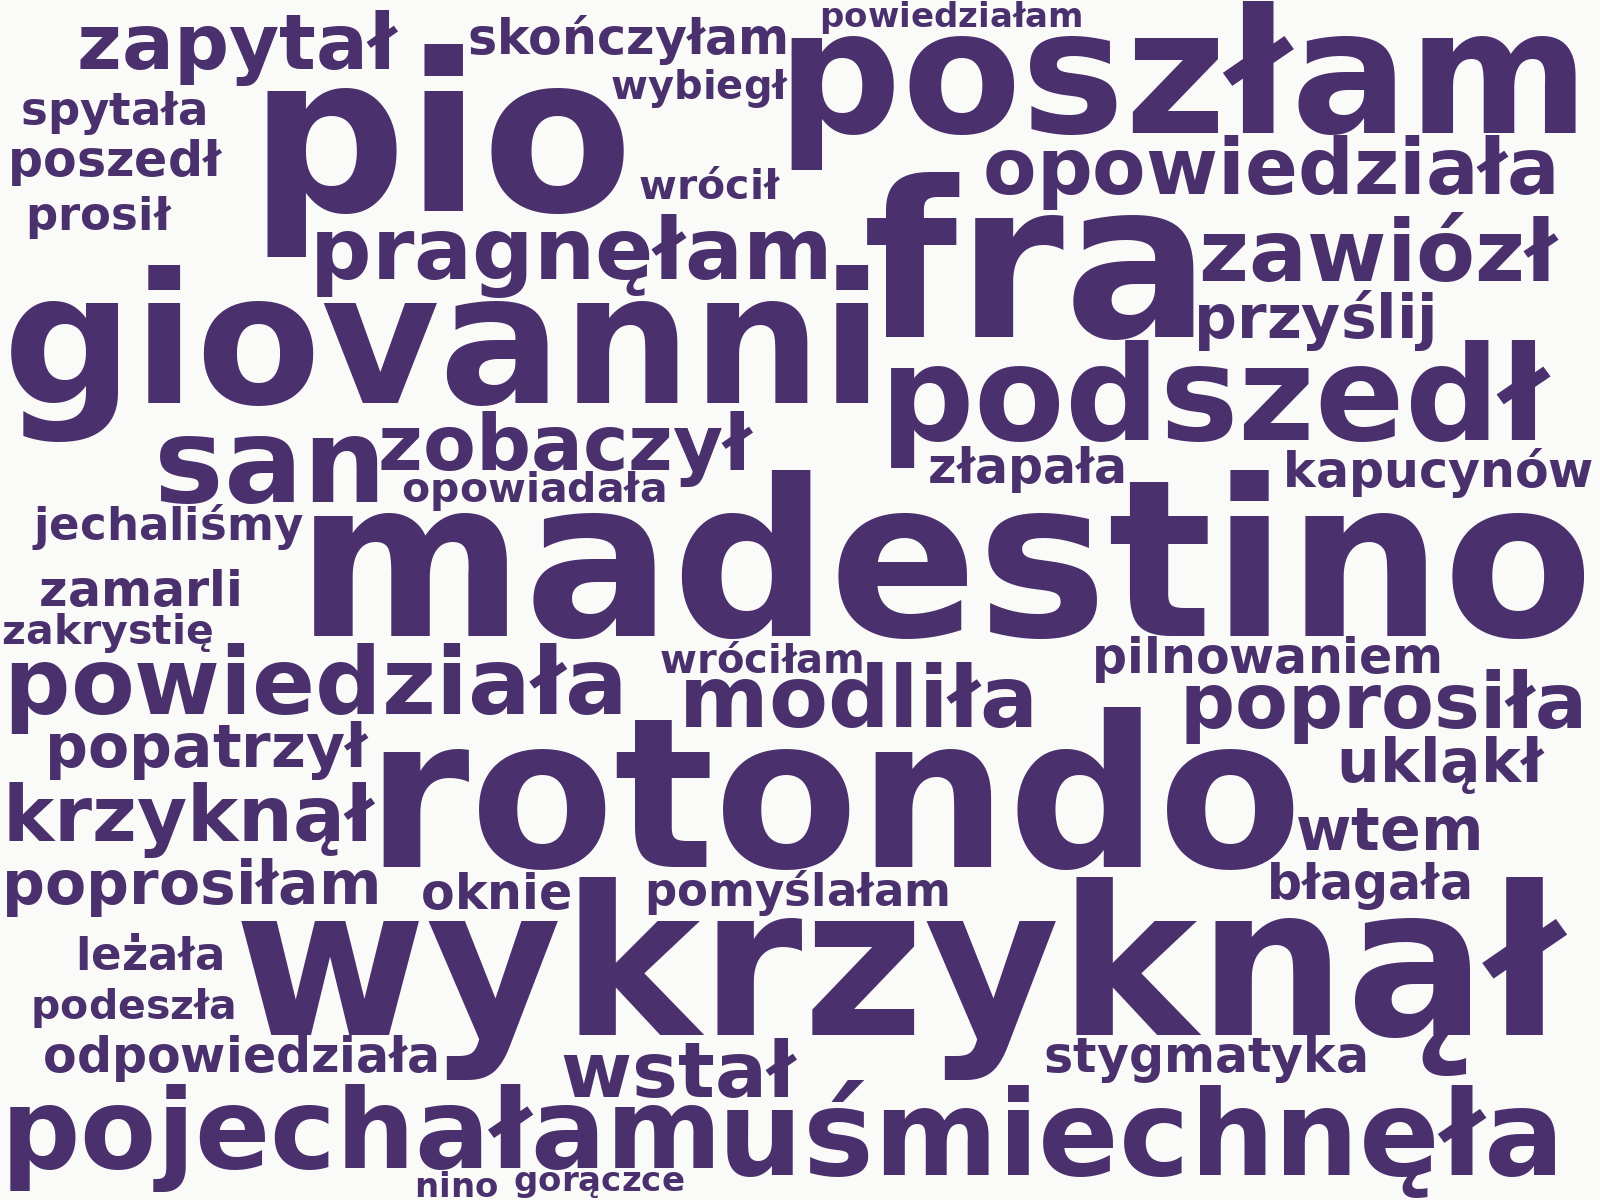 powiedziałam
zapytał
skończyłam
poszłam
pio
wybiegł
spytała
poszedł
opowiedziała
wrócił
prosił
fra
pragnęłam
zawiózł
giovanni
przyślij
podszedł
san
zobaczył
złapała
kapucynów
opowiadała
jechaliśmy
madestino
zamarli
zakrystię
powiedziała
wróciłam
pilnowaniem
modliła
poprosiła
popatrzył
rotondo
ukląkł
krzyknął
wtem
poprosiłam
oknie
pomyślałam
błagała
wykrzyknął
leżała
podeszła
odpowiedziała
wstał
stygmatyka
pojechałam
uśmiechnęła
nino
gorączce